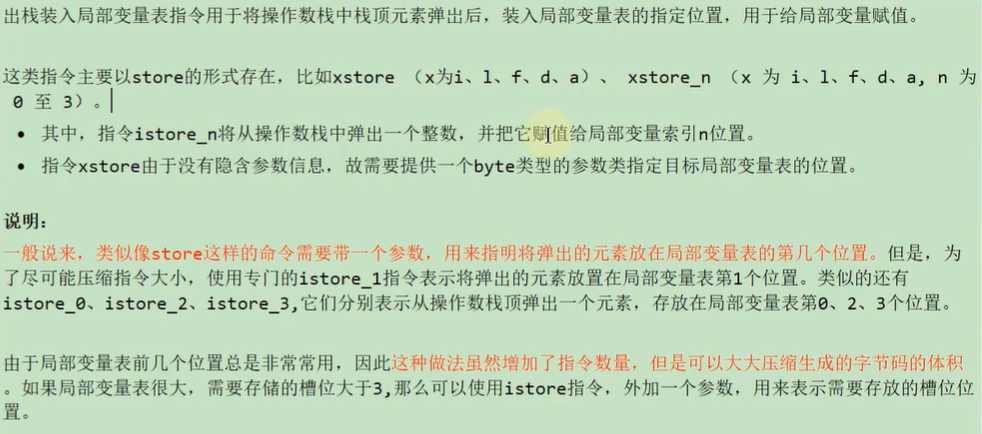 出栈装入局部变量表指令用于将操作数栈中栈顶元素弹出后，装入局部变量表的指定位置，用于给局部变量赋值。
这类指令主要以store的形式存在，比如xstore （x为i、l、f、d、a）、 xstore_n （x 为 i、l、f、d、a, n 为
0 至 3）。
• 其中，指令istore_n将从操作数栈中弹出一个整数，并把它赋值给局部变量索引n位置。
• 指令xstore由于没有隐含参数信息，故需要提供一个byte类型的参数类指定目标局部变量表的位置。
说明：
一般说来，类似像store这样的命令需要带一个参数，用来指明将弹出的元素放在局部变量表的第几个位置。但是，为
了尽可能压缩指令大小，使用专门的istore_1指令表示将弹出的元素放置在局部变量表第1个位置。类似的还有
istore_0、istore_2、istore_3,它们分别表示从操作数栈顶弹出一个元素，存放在局部变量表第0、2、3个位置。
由于局部变量表前几个位置总是非常常用，因此这种做法虽然增加了指令数量，但是可以大大压缩生成的字节码的体积
。如果局部变量表很大，需要存储的槽位大于3,那么可以使用istore指令，外加一个参数，用来表示需要存放的槽位位
置。